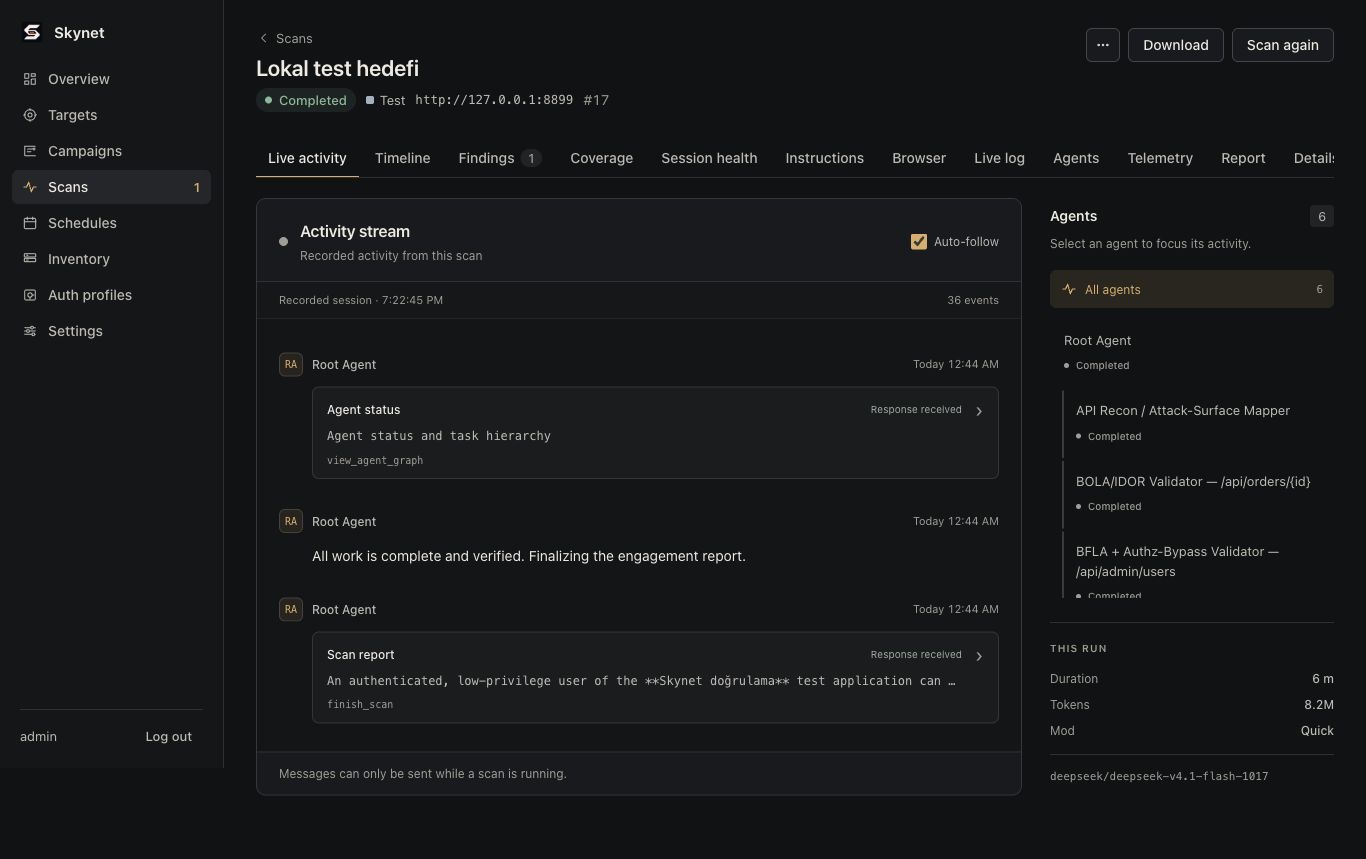 Skynet
Overview
Targets
Campaigns
Scans 1
Schedules
Inventory
Auth profiles
Settings
admin Log out
Scans
Lokal test hedefi
Completed Test http://127.0.0.1:8899 #17
... Download Scan again
Live activity Timeline Findings 1 Coverage Session health Instructions Browser Live log Agents Telemetry Report Details
Activity stream
Recorded activity from this scan
Auto-follow
Recorded session · 7:22:45 PM 36 events
RA Root Agent Today 12:44 AM
Agent status Response received
Agent status and task hierarchy
view_agent_graph
RA Root Agent Today 12:44 AM
All work is complete and verified. Finalizing the engagement report.
RA Root Agent Today 12:44 AM
Scan report Response received
An authenticated, low-privilege user of the **Skynet doğrulama** test application can …
finish_scan
Messages can only be sent while a scan is running.
Agents 6
Select an agent to focus its activity.
All agents 6
Root Agent
Completed
API Recon / Attack-Surface Mapper
Completed
BOLA/IDOR Validator — /api/orders/{id}
Completed
BFLA + Authz-Bypass Validator —
/api/admin/users
Completed
THIS RUN
Duration 6 m
Tokens 8.2M
Mod Quick
deepseek/deepseek-v4.1-flash-1017